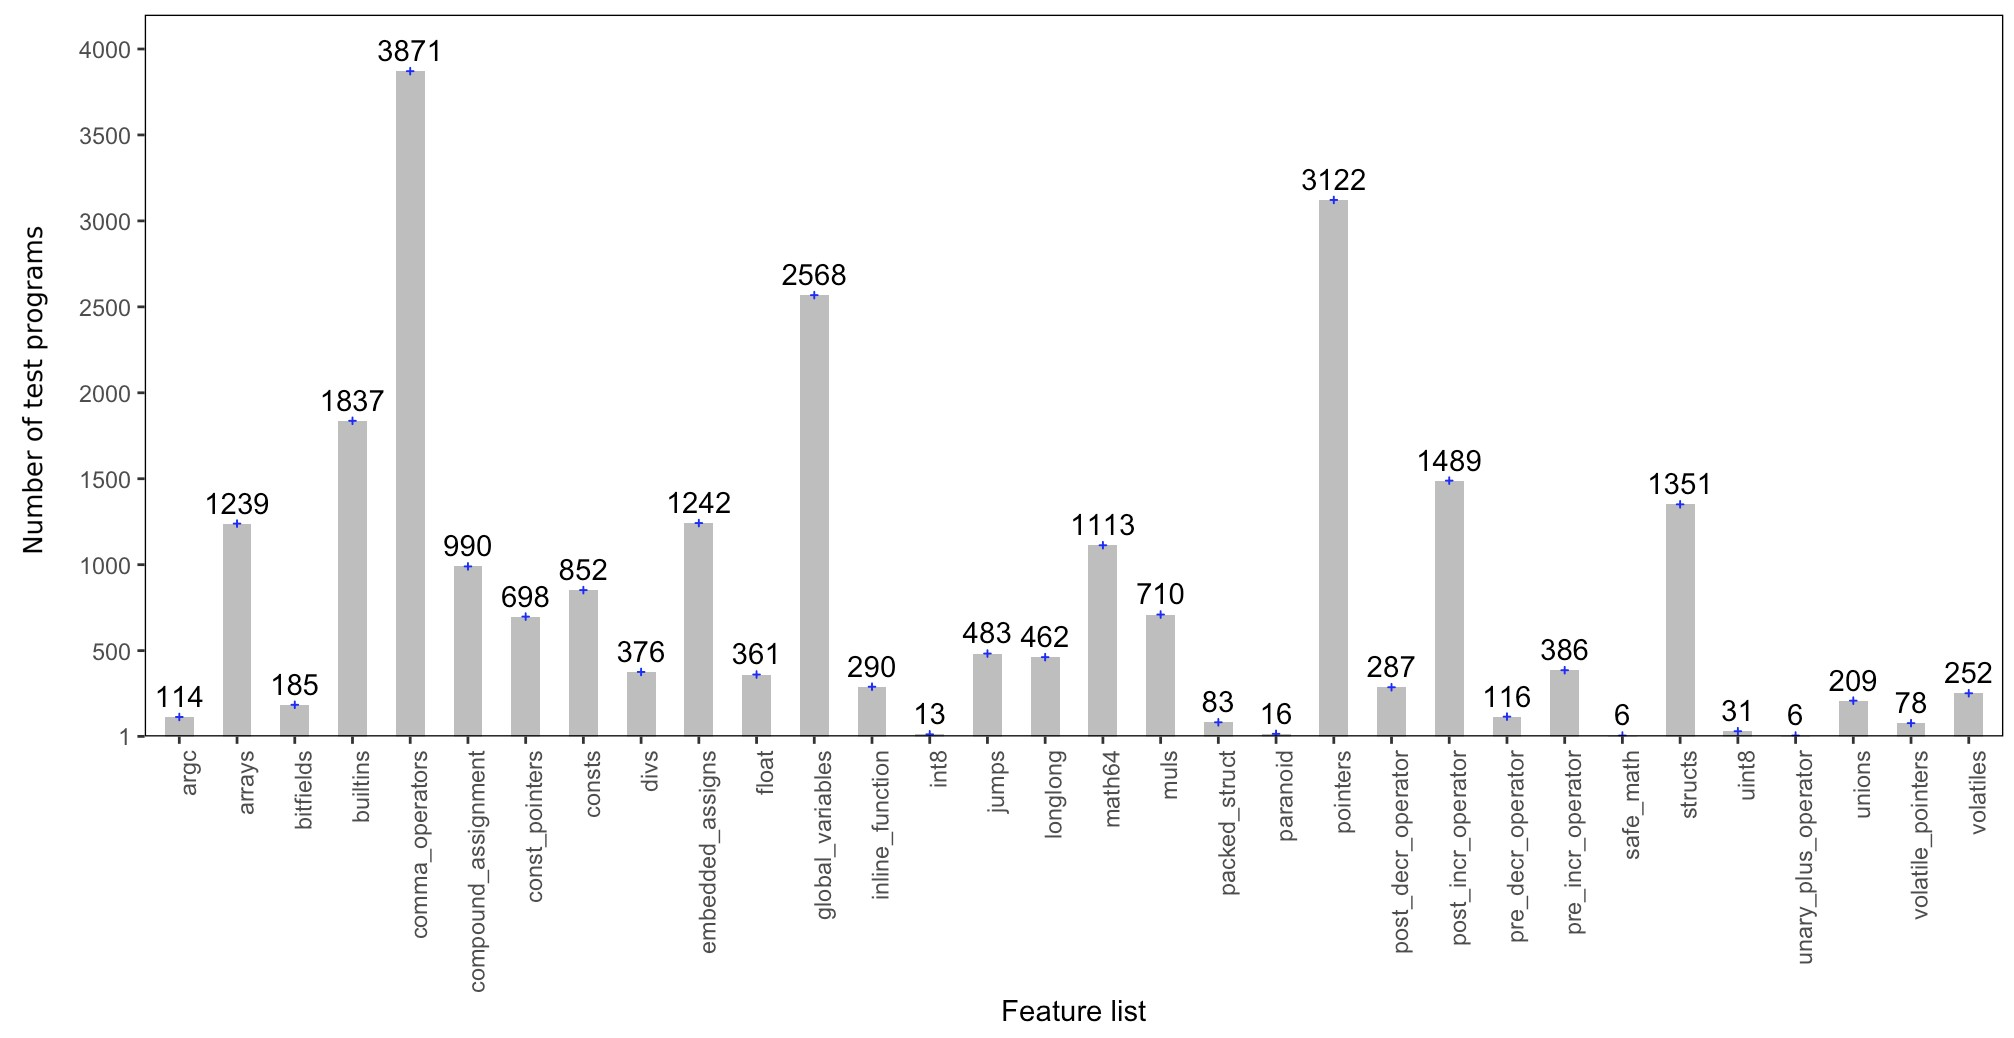 Number of test programs
4000
3500
3000
2500
2000
1500
1000
500
1
114
1239
185
1837
3871
990
698
852
376
1242
361
2568
290
13
483
462
1113
710
83
16
3122
287
1489
116
386
6
1351
31
6
209
78
252
argc
arrays
bitfields
builtins
comma_operators
compound_assignment
const_pointers
consts
divs
embedded_assigns
float
global_variables
inline_function
int8
jumps
longlong
math64
muls
packed_struct
paranoid
pointers
post_decr_operator
post_incr_operator
pre_decr_operator
pre_incr_operator
safe_math
structs
uint8
unary_plus_operator
unions
volatile_pointers
volatiles
Feature list